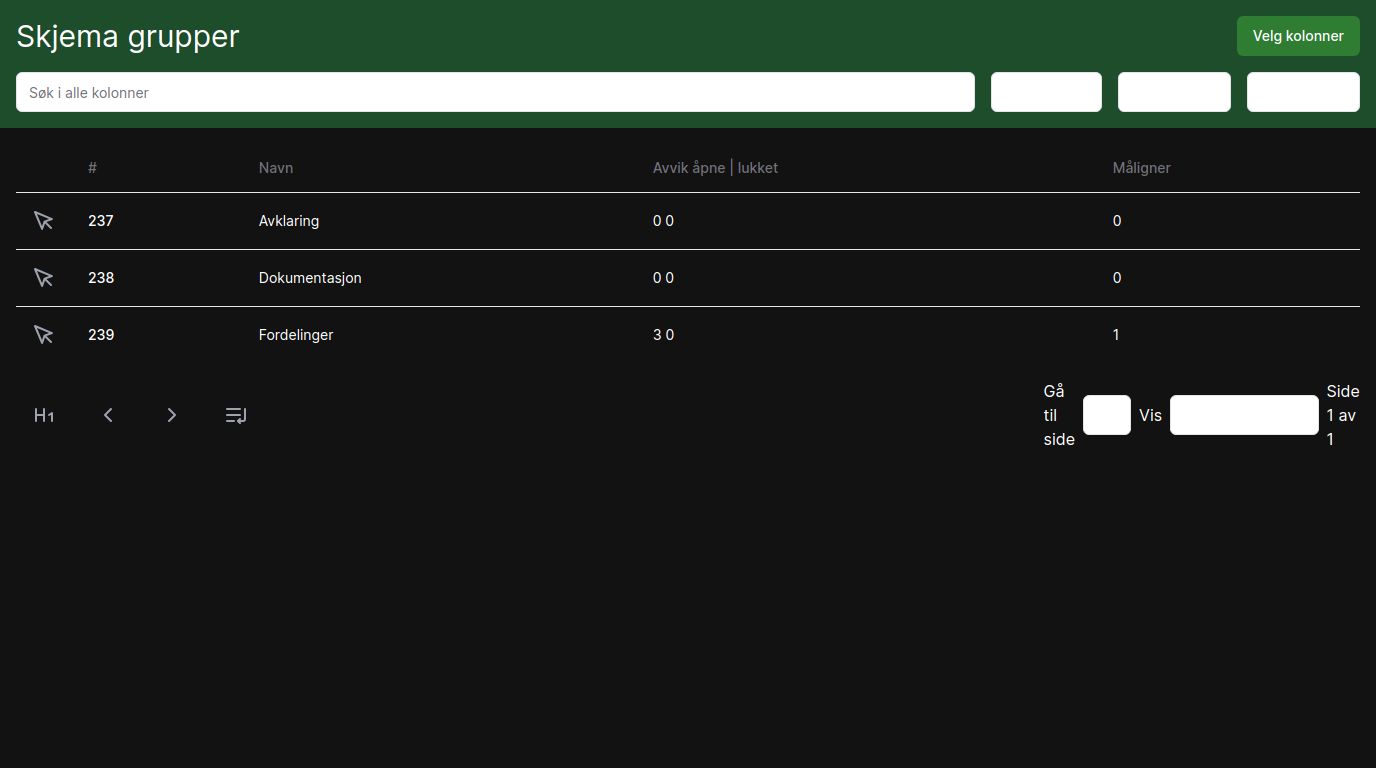 Skjema grupper
Velg kolonner
Søk i alle kolonner
# Navn Avvik åpne | lukket Måligner
237 Avklaring 0 0 0
238 Dokumentasjon 0 0 0
239 Fordelinger 3 0 1
H1
Gå
til
side
Vis
Side
1 av
1